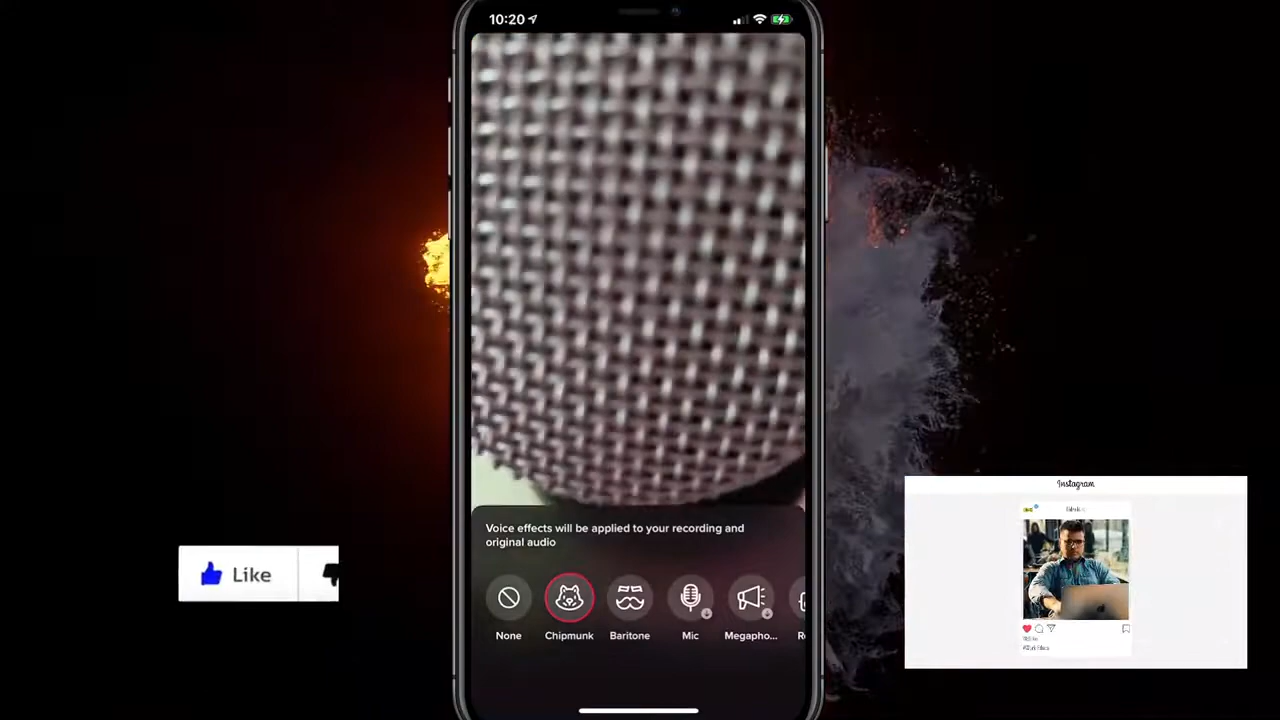 10:20
Voice effects will be applied to your recording and
original audio
None
Chipmunk
Baritone
Mic
Megapho...
Like
Instagram